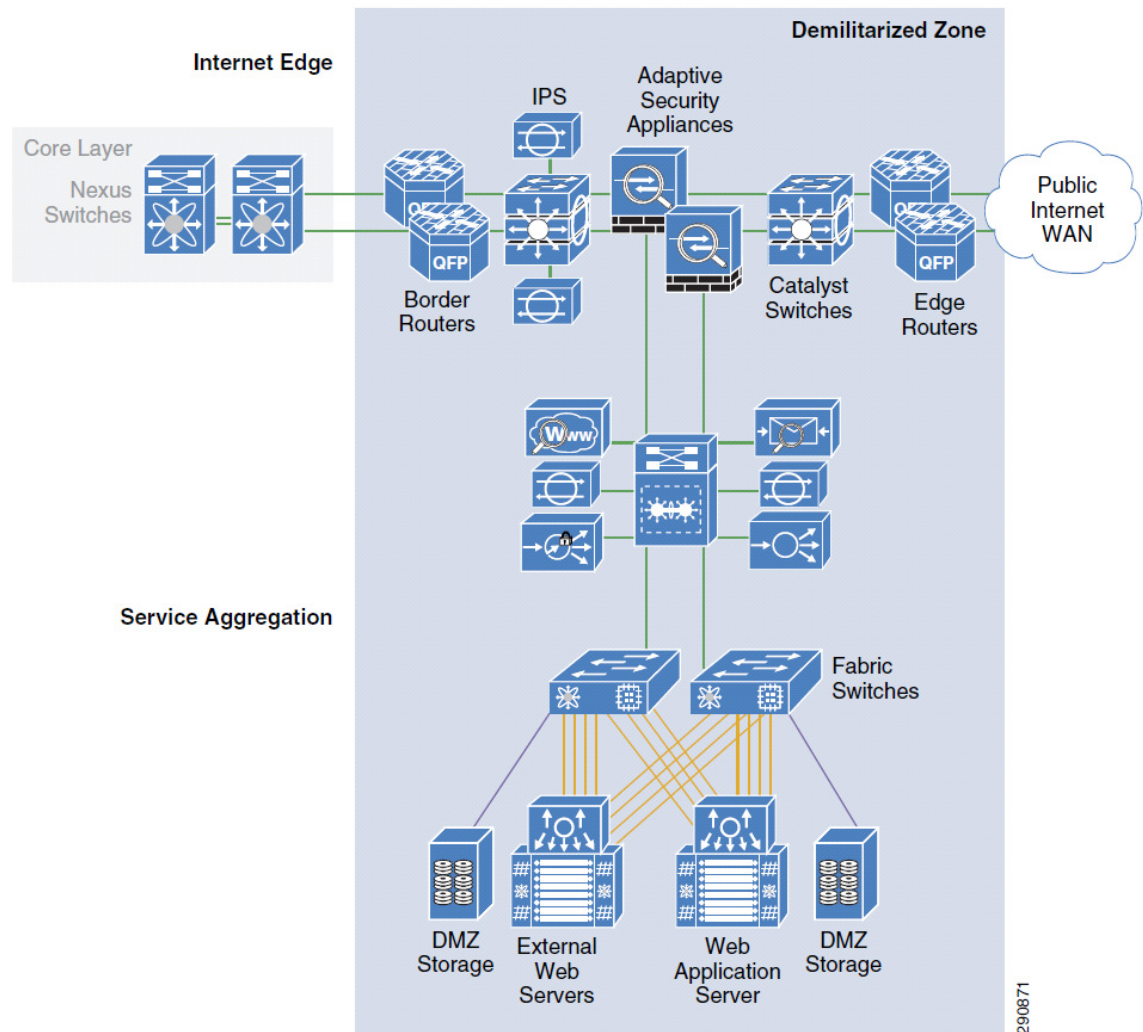 Demilitarized Zone
Internet Edge
Core Layer
Nexus
Switches
IPS
Adaptive
Security
Appliances
QFP
QFP
Border
Routers
Catalyst
Switches
QFP
QFP
Edge
Routers
Public
Internet
WAN
Www
Service Aggregation
Fabric
Switches
DMZ
Storage
External
Web
Servers
Web
Application
Server
DMZ
Storage
290871